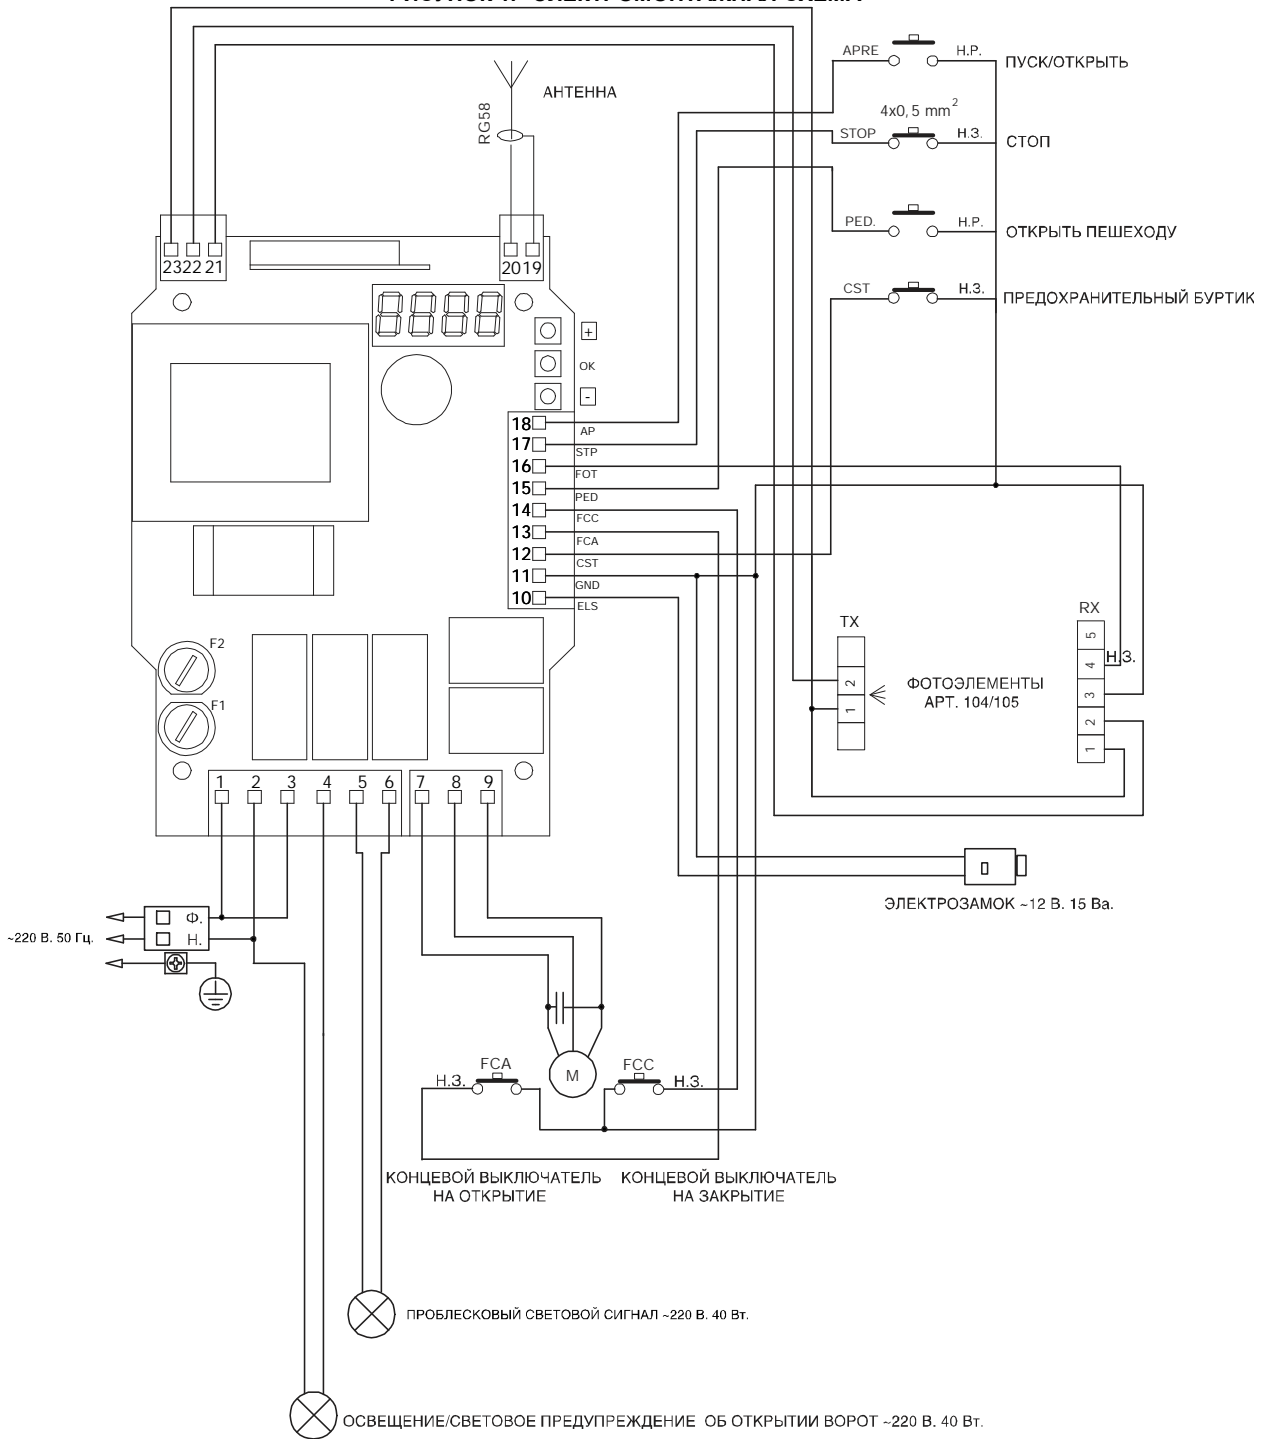 APRE
Н.Р.
ПУСК/ОТКРЫТЬ
АНТЕННА
RG58
4x0,5 mm2
STOP
Н.З.
СТОП
PED.
Н.Р.
ОТКРЫТЬ ПЕШЕХОДУ
CST
Н.З.
ПРЕДОХРАНИТЕЛЬНЫЙ БУРТИК
23 22 21
20 19
+
OK
-
18
AP
17
STP
16
FOT
15
PED
14
FCC
13
FCA
12
CST
11
GND
10
ELS
TX
2
1
ФОТОЭЛЕМЕНТЫ
АРТ. 104/105
RX
5
4
Н.З.
3
2
1
F2
F1
1 2 3 4 5 6 7 8 9
ЭЛЕКТРОЗАМОК ~12 В. 15 Ва.
Ф.
Н.
~220 В. 50 Гц.
FCA
Н.З.
M
FCC
Н.З.
КОНЦЕВОЙ ВЫКЛЮЧАТЕЛЬ
НА ОТКРЫТИЕ
КОНЦЕВОЙ ВЫКЛЮЧАТЕЛЬ
НА ЗАКРЫТИЕ
ПРОБЛЕСКОВЫЙ СВЕТОВОЙ СИГНАЛ ~220 В. 40 Вт.
ОСВЕЩЕНИЕ/СВЕТОВОЕ ПРЕДУПРЕЖДЕНИЕ ОБ ОТКРЫТИИ ВОРОТ ~220 В. 40 Вт.